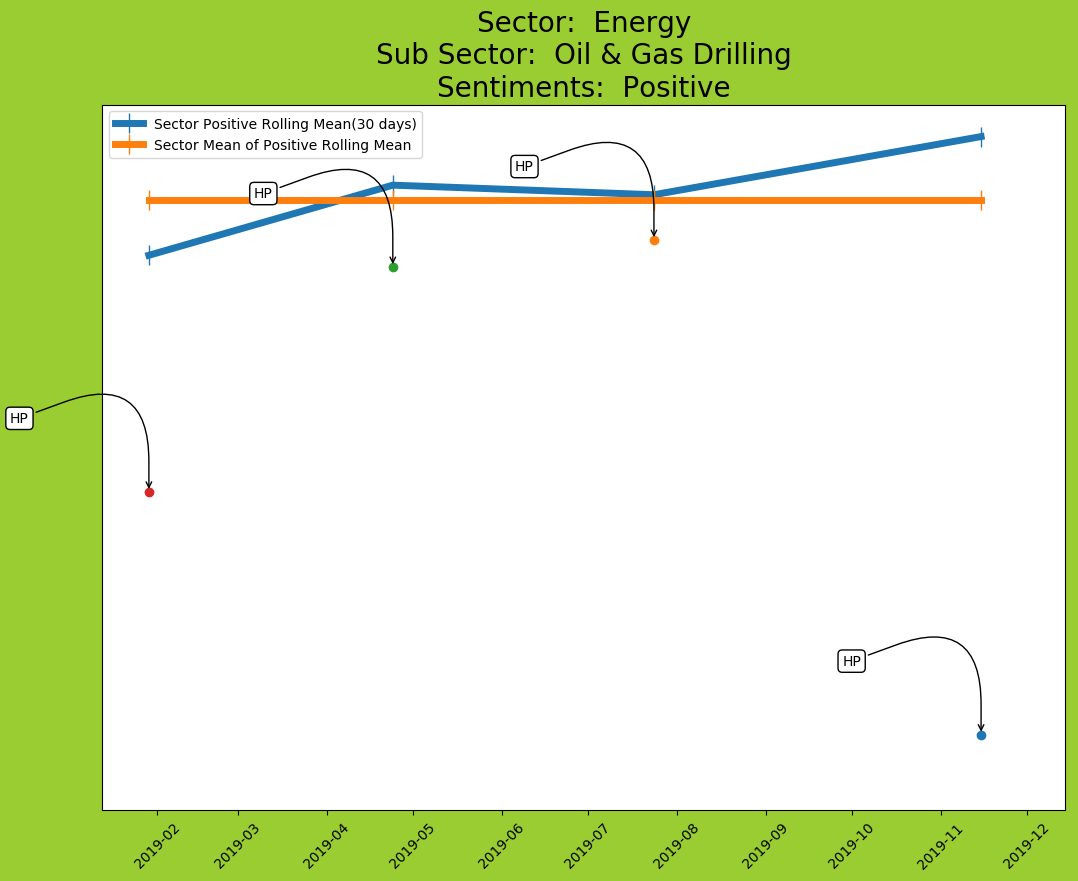 Sector:  Energy
Sub Sector:  Oil & Gas Drilling
Sentiments:  Positive
Sector Positive Rolling Mean(30 days)
Sector Mean of Positive Rolling Mean
HP
HP
HP
HP
2019-02
2019-03
2019-04
2019-05
2019-06
2019-07
2019-08
2019-09
2019-10
2019-11
2019-12